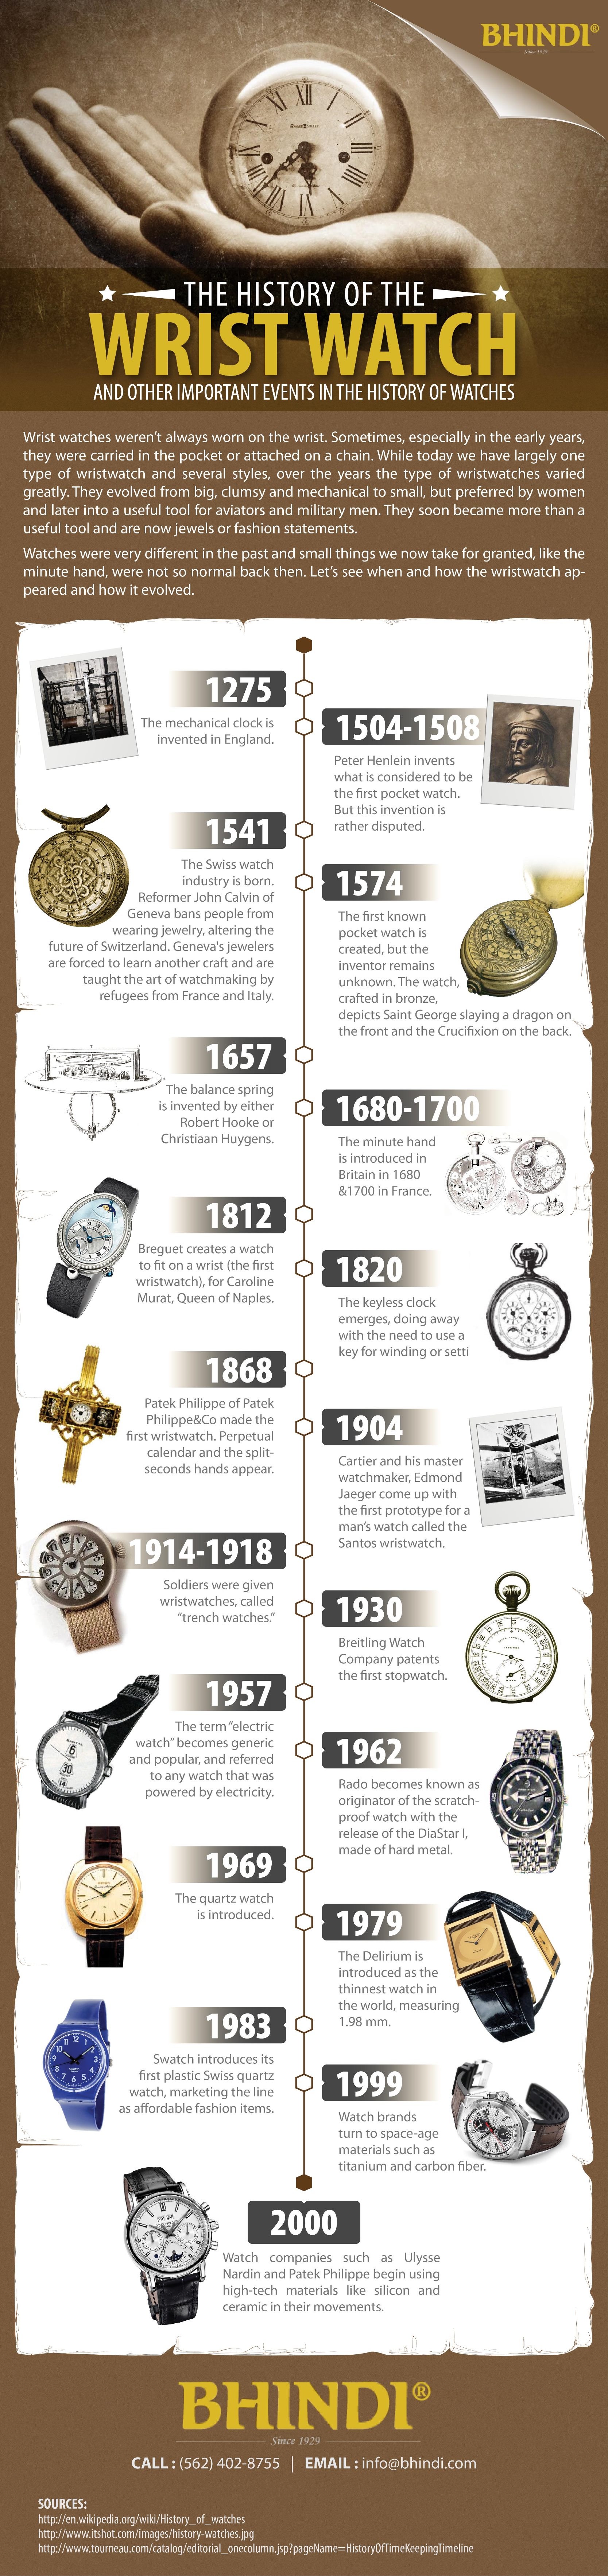 BHINDI®
Since 1929
THE HISTORY OF THE
WRIST WATCH
AND OTHER IMPORTANT EVENTS IN THE HISTORY OF WATCHES
Wrist watches weren't always worn on the wrist. Sometimes, especially in the early years,
they were carried in the pocket or attached on a chain. While today we have largely one
type of wristwatch and several styles, over the years the type of wristwatches varied
greatly. They evolved from big, clumsy and mechanical to small, but preferred by women
and later into a useful tool for aviators and military men. They soon became more than a
useful tool and are now jewels or fashion statements.
Watches were very different in the past and small things we now take for granted, like the
minute hand, were not so normal back then. Let's see when and how the wristwatch ap-
peared and how it evolved.
1275
The mechanical clock is
invented in England.
1504-1508
Peter Henlein invents
what is considered to be
the first pocket watch.
But this invention is
rather disputed.
1541
The Swiss watch
industry is born.
Reformer John Calvin of
Geneva bans people from
wearing jewelry, altering the
future of Switzerland. Geneva's jewelers
are forced to learn another craft and are
taught the art of watchmaking by
refugees from France and Italy.
1574
The first known
pocket watch is
created, but the
inventor remains
unknown. The watch,
crafted in bronze,
depicts Saint George slaying a dragon on
the front and the Crucifixion on the back.
1657
The balance spring
is invented by either
Robert Hooke or
Christiaan Huygens.
1680-1700
The minute hand
is introduced in
Britain in 1680
&1700 in France.
1812
Breguet creates a watch
to fit on a wrist (the first
wristwatch), for Caroline
Murat, Queen of Naples.
1820
The keyless clock
emerges, doing away
with the need to use a
key for winding or setti
1868
Patek Philippe of Patek
Philippe&Co made the
first wristwatch. Perpetual
calendar and the split-
seconds hands appear.
1904
Cartier and his master
watchmaker, Edmond
Jaeger come up with
the first prototype for a
man's watch called the
Santos wristwatch.
1914-1918
Soldiers were given
wristwatches, called
"trench watches."
1930
Breitling Watch
Company patents
the first stopwatch.
1957
The term "electric
watch" becomes generic
and popular, and referred
to any watch that was
powered by electricity.
1962
Rado becomes known as
originator of the scratch-
proof watch with the
release of the DiaStar I,
made of hard metal.
1969
The quartz watch
is introduced.
1979
The Delirium is
introduced as the
thinnest watch in
the world, measuring
1.98 mm.
1983
Swatch introduces its
first plastic Swiss quartz
watch, marketing the line
as affordable fashion items.
1999
Watch brands
turn to space-age
materials such as
titanium and carbon fiber.
2000
Watch companies such as Ulysse
Nardin and Patek Philippe begin using
high-tech materials like silicon and
ceramic in their movements.
BHINDI®
Since 1929
CALL : (562) 402-8755 | EMAIL : info@bhindi.com
SOURCES:
http://en.wikipedia.org/wiki/History_of_watches
http://www.itshot.com/images/history-watches.jpg
http://www.tourneau.com/catalog/editorial_onecolumn.jsp?pageName=HistoryOfTimeKeepingTimeline